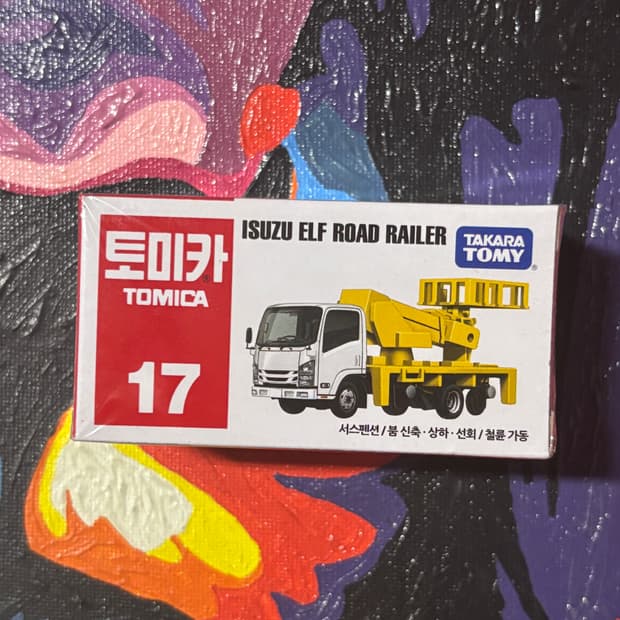 토미카
TOMICA
17
ISUZU ELF ROAD RAILER
TAKARA
TOMY
서스펜션 / 붐 신축 · 상하 · 선회 / 철륜 가동